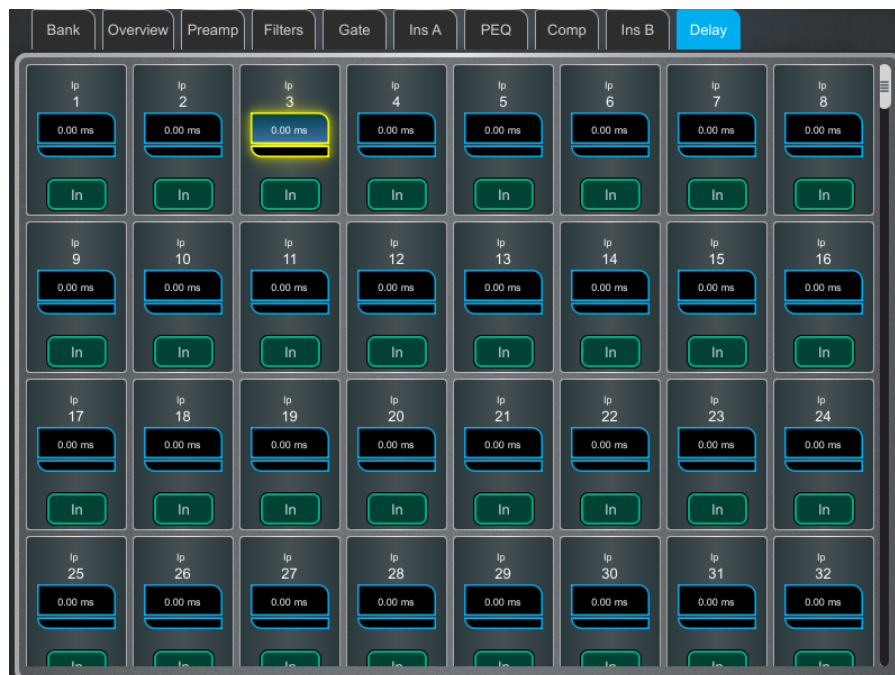 Bank Overview Preamp Filters Gate Ins A PEQ Comp Ins B Delay
Ip Ip Ip Ip Ip Ip Ip Ip
1 2 3 4 5 6 7 8
0.00 ms 0.00 ms 0.00 ms 0.00 ms 0.00 ms 0.00 ms 0.00 ms 0.00 ms
In In In In In In In In
Ip Ip Ip Ip Ip Ip Ip Ip
9 10 11 12 13 14 15 16
0.00 ms 0.00 ms 0.00 ms 0.00 ms 0.00 ms 0.00 ms 0.00 ms 0.00 ms
In In In In In In In In
Ip Ip Ip Ip Ip Ip Ip Ip
17 18 19 20 21 22 23 24
0.00 ms 0.00 ms 0.00 ms 0.00 ms 0.00 ms 0.00 ms 0.00 ms 0.00 ms
In In In In In In In In
Ip Ip Ip Ip Ip Ip Ip Ip
25 26 27 28 29 30 31 32
0.00 ms 0.00 ms 0.00 ms 0.00 ms 0.00 ms 0.00 ms 0.00 ms 0.00 ms
In In In In In In In In